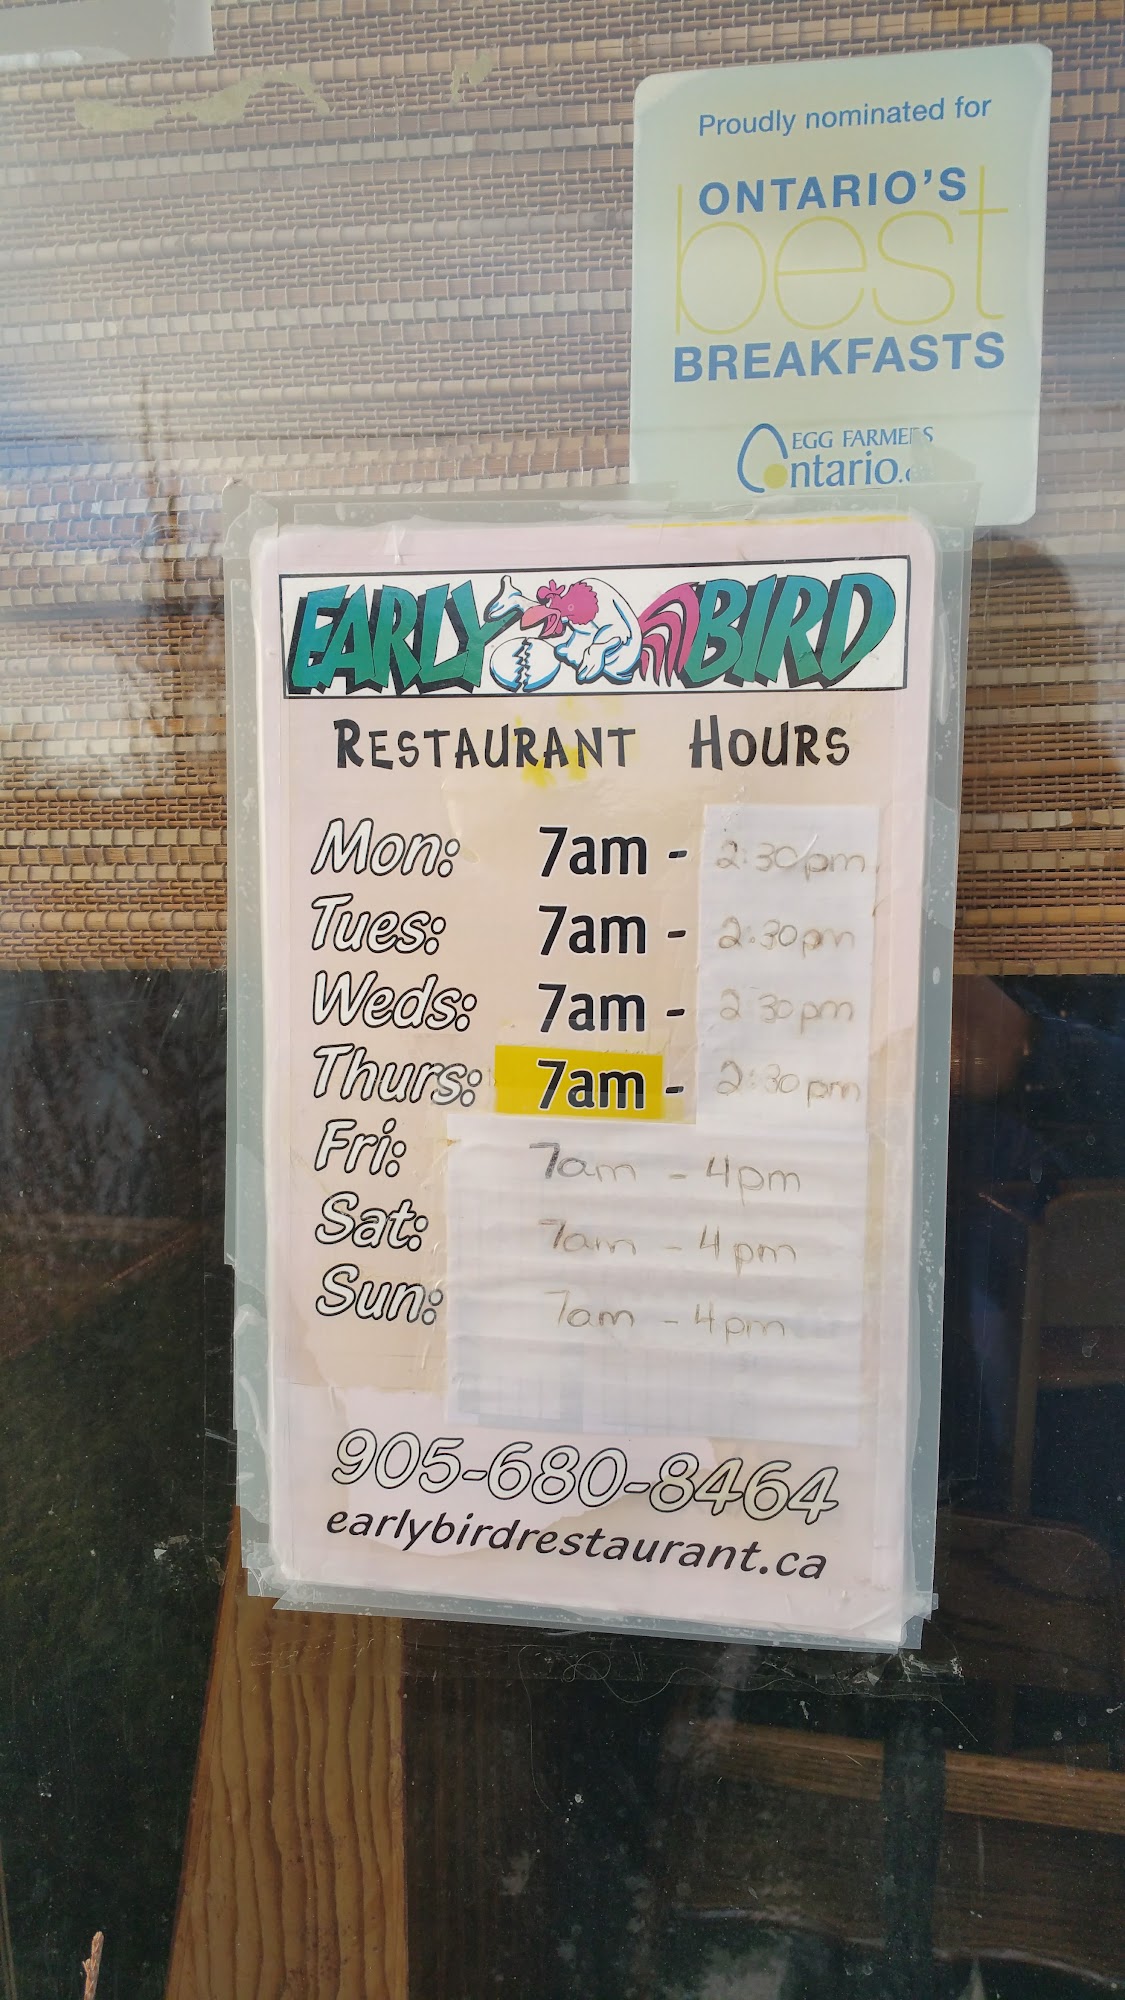 Proudly nominated for
ONTARIO'S
best
BREAKFASTS
EGG FARMERS
Ontario.
EARLY BIRD
RESTAURANT HOURS
Mon: 7am - 2:30pm
Tues: 7am - 2:30pm
Weds: 7am - 2:30pm
Thurs: 7am - 2:30pm
Fri: 7am - 4pm
Sat: 7am - 4pm
Sun: 7am - 4pm
905-680-8464
earlybirdrestaurant.ca